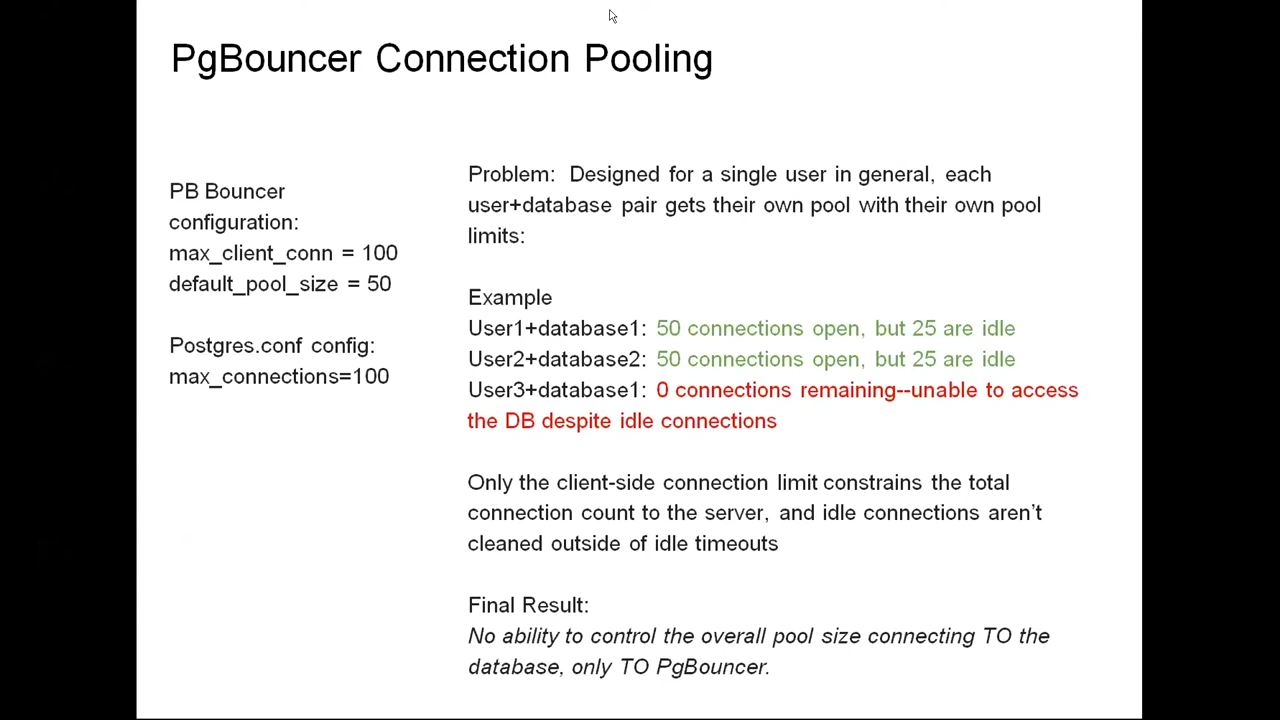 PgBouncer Connection Pooling
PB Bouncer
configuration:
max_client_conn = 100
default_pool_size = 50
Postgres.conf config:
max_connections=100
Problem: Designed for a single user in general, each
user+database pair gets their own pool with their own pool
limits:
Example
User1+database1: 50 connections open, but 25 are idle
User2+database2: 50 connections open, but 25 are idle
User3+database1: 0 connections remaining--unable to access
the DB despite idle connections
Only the client-side connection limit constrains the total
connection count to the server, and idle connections aren’t
cleaned outside of idle timeouts
Final Result:
No ability to control the overall pool size connecting TO the
database, only TO PgBouncer.